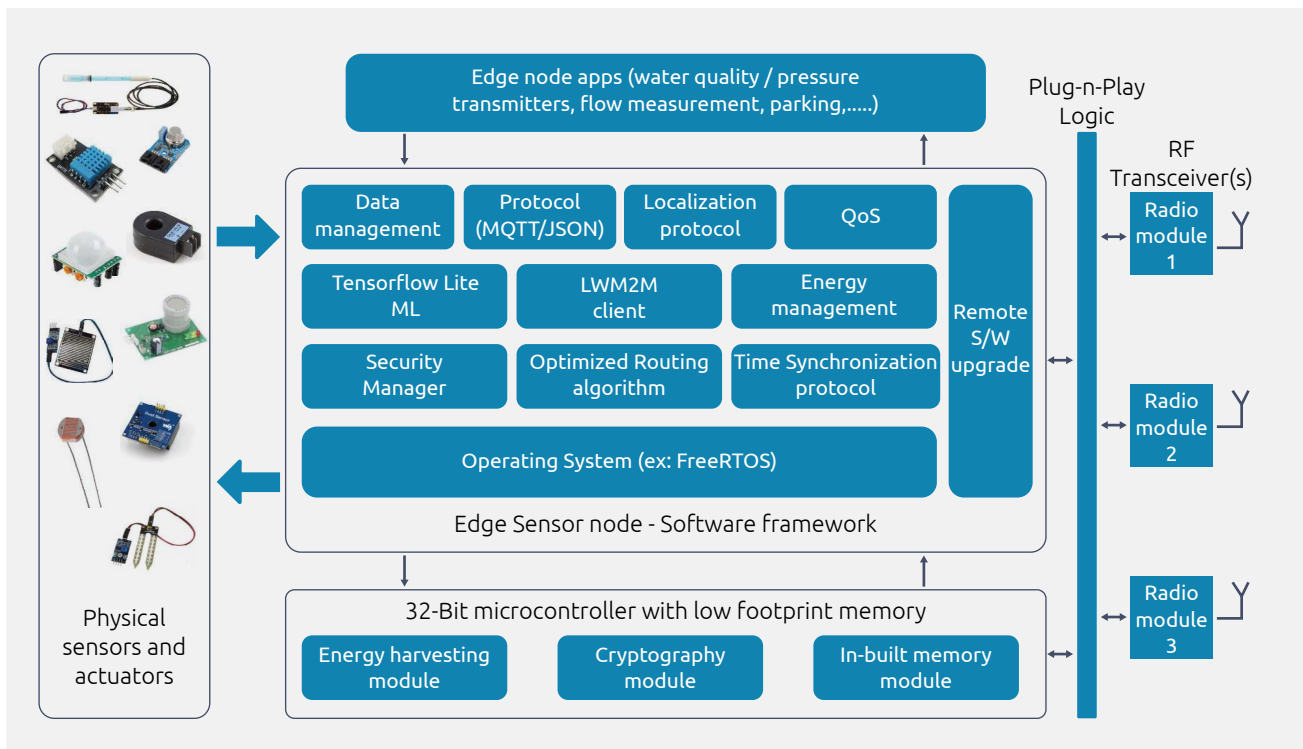 Edge node apps (water quality / pressure
transmitters, flow measurement, parking,.....)
Plug-n-Play
Logic
RF
Transceiver(s)
Data
management
Protocol
(MQTT/JSON)
Localization
protocol
QoS
Tensorflow Lite
ML
LWM2M
client
Energy
management
Security
Manager
Optimized Routing
algorithm
Time Synchronization
protocol
Remote
S/W
upgrade
Operating System (ex: FreeRTOS)
Edge Sensor node - Software framework
32-Bit microcontroller with low footprint memory
Energy harvesting
module
Cryptography
module
In-built memory
module
Physical
sensors and
actuators
Radio
module
1
Radio
module
2
Radio
module
3